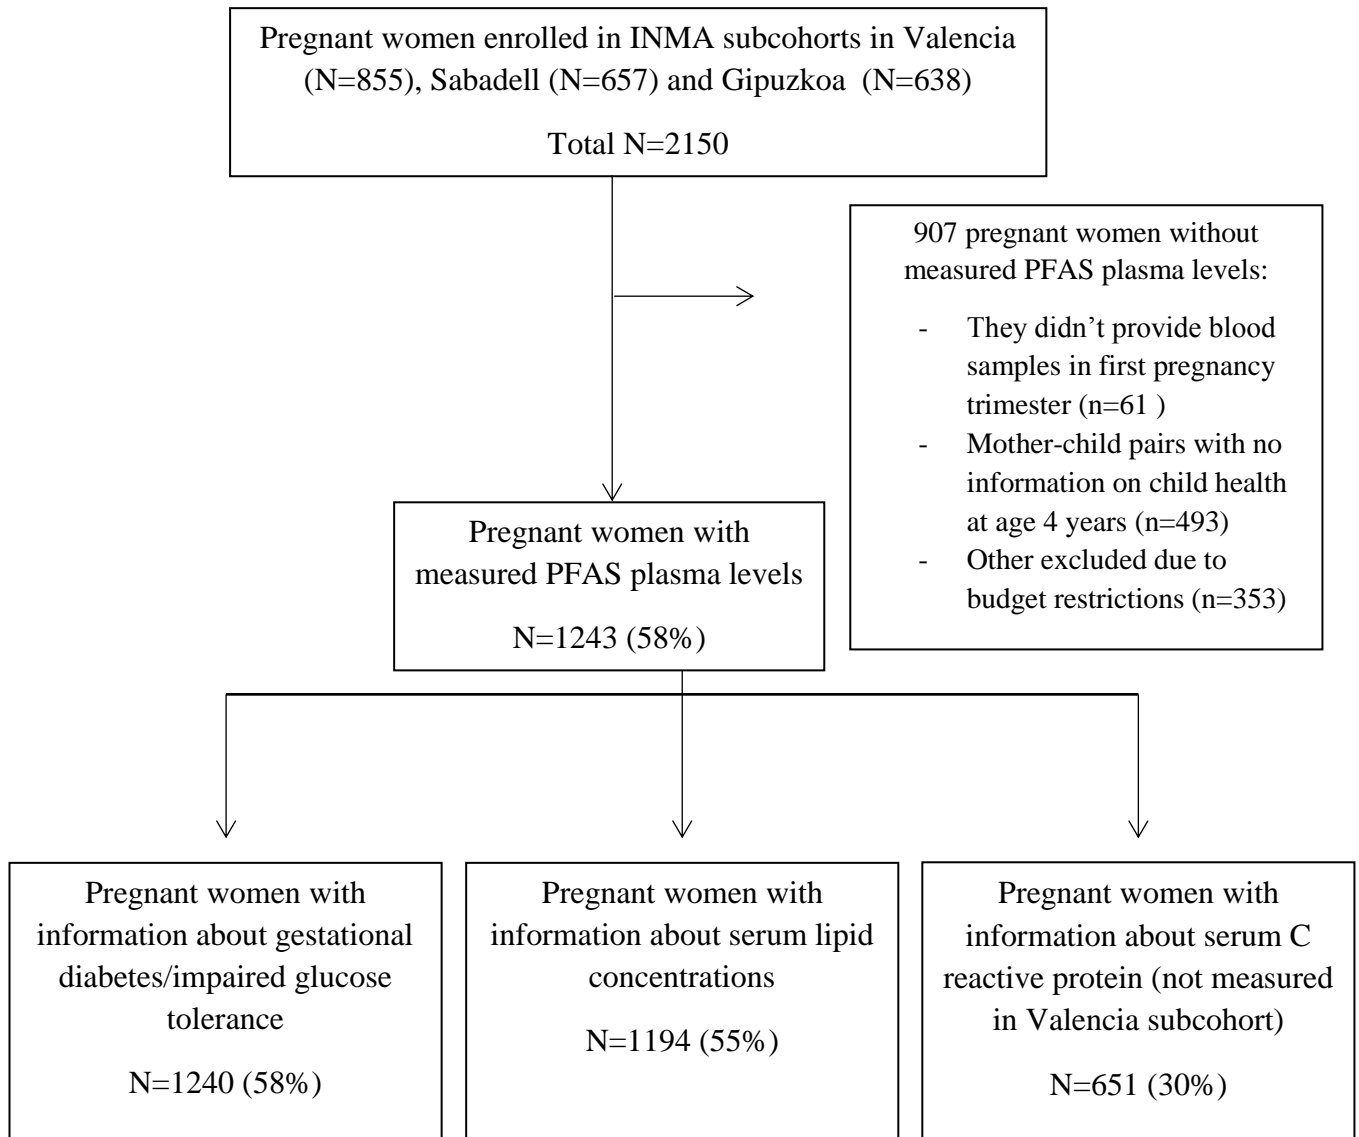 Pregnant women enrolled in INMA subcohorts in Valencia
(N=855), Sabadell (N=657) and Gipuzkoa  (N=638)
Total N=2150
907 pregnant women without
measured PFAS plasma levels:
- They didn’t provide blood
samples in first pregnancy
trimester (n=61 )
- Mother-child pairs with no
information on child health
at age 4 years (n=493)
- Other excluded due to
budget restrictions (n=353)
Pregnant women with
measured PFAS plasma levels
N=1243 (58%)
Pregnant women with
information about gestational
diabetes/impaired glucose
tolerance
N=1240 (58%)
Pregnant women with
information about serum lipid
concentrations
N=1194 (55%)
Pregnant women with
information about serum C
reactive protein (not measured
in Valencia subcohort)
N=651 (30%)